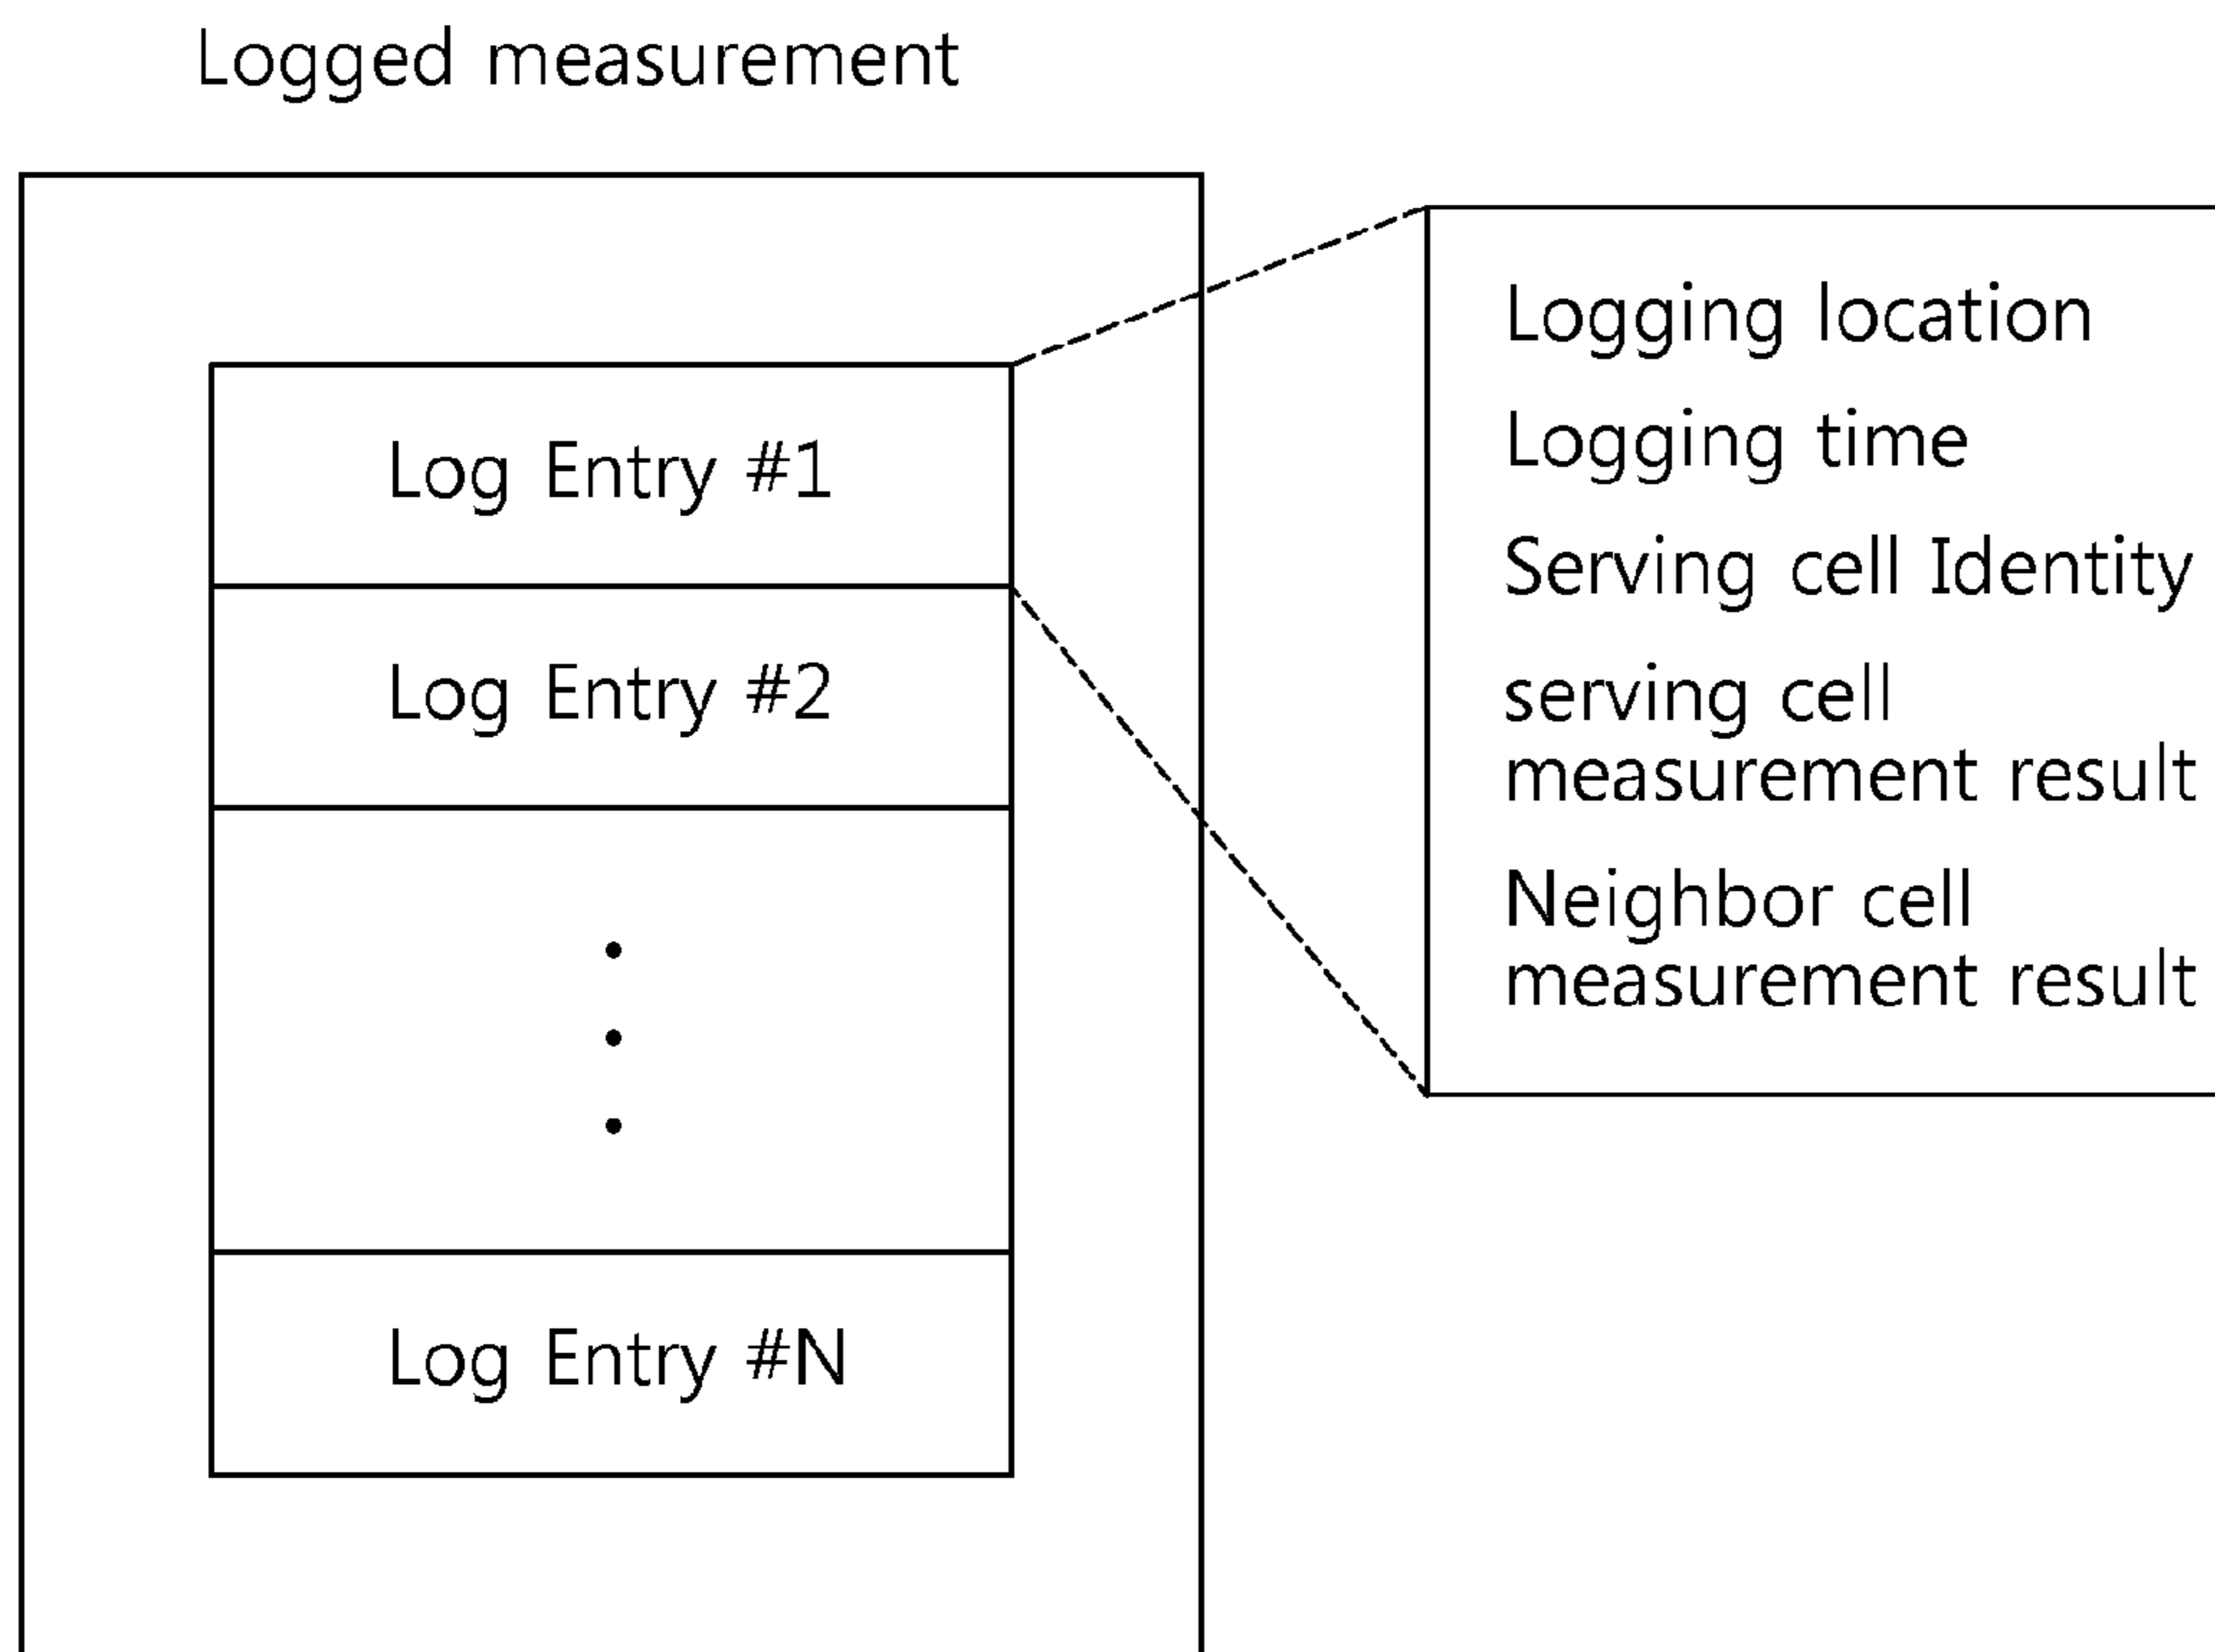 Logged measurement
Log Entry #1
Log Entry #2
Log Entry #N
Logging location
Logging time
Serving cell Identity
serving cell
measurement result
Neighbor cell
measurement result